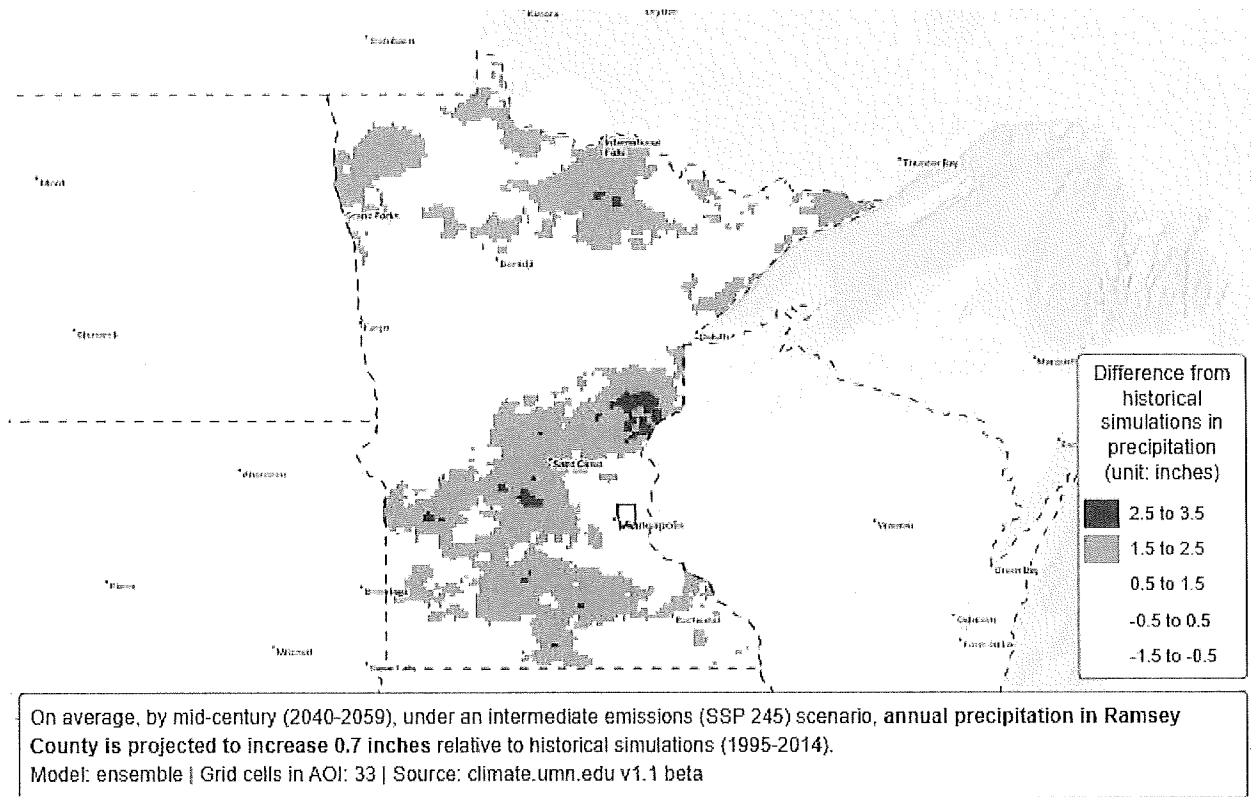 Thunder Bay
International
Falls
Grand Forks
Bemidji
Fargo
Duluth
Saint Cloud
Minneapolis
Green Bay
Pierre
Mitchell
Difference from
historical
simulations in
precipitation
(unit: inches)
2.5 to 3.5
1.5 to 2.5
0.5 to 1.5
-0.5 to 0.5
-1.5 to -0.5
On average, by mid-century (2040-2059), under an intermediate emissions (SSP 245) scenario, annual precipitation in Ramsey
County is projected to increase 0.7 inches relative to historical simulations (1995-2014).
Model: ensemble | Grid cells in AOI: 33 | Source: climate.umn.edu v1.1 beta